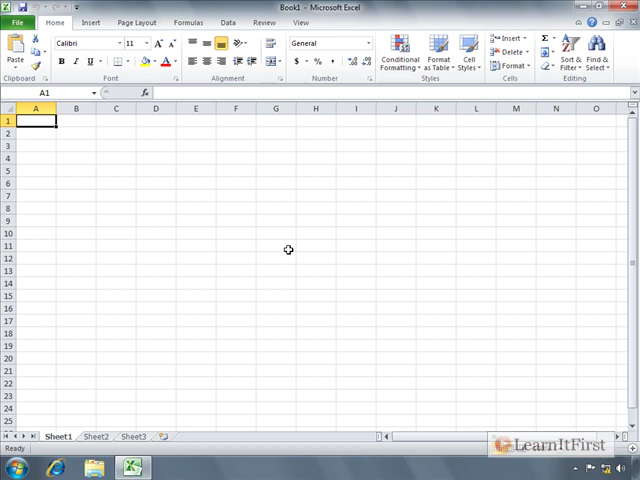 Book1 - Microsoft Excel
File Home Insert Page Layout Formulas Data Review View
Paste Calibri 11 General Conditional Formatting Format as Table Cell Styles Insert Delete Format Sort & Filter Find & Select
B I U $ % ,
Clipboard Font Alignment Number Styles Cells Editing
A1 fx
A B C D E F G H I J K L M N O
1
2
3
4
5
6
7
8
9
10
11
12
13
14
15
16
17
18
19
20
21
22
23
24
25
Sheet1 Sheet2 Sheet3
Ready
LearnItFirst